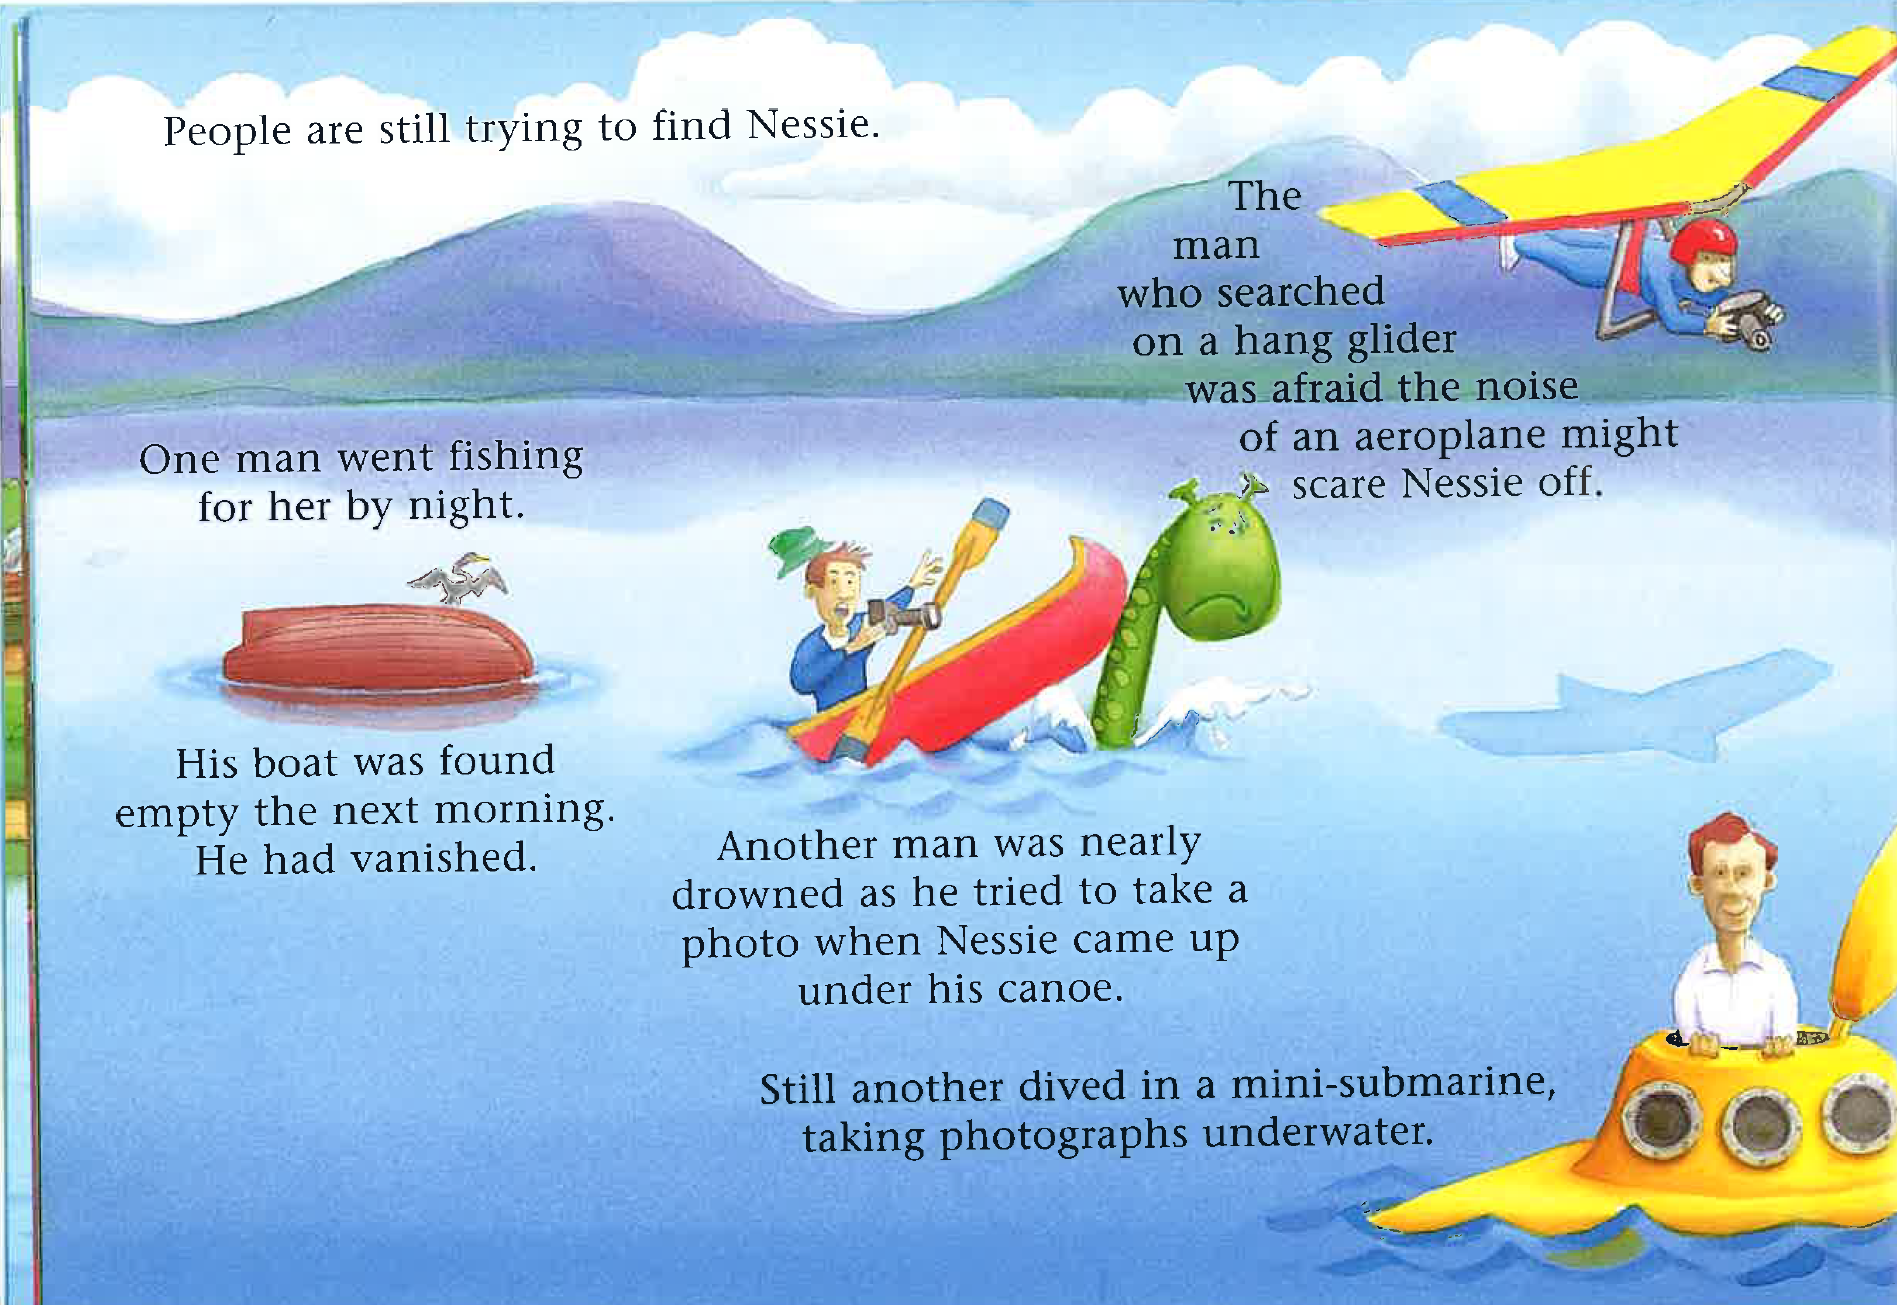 People are still trying to find Nessie.
The
man
who searched
on a hang glider
was afraid the noise
of an aeroplane might
scare Nessie off.
One man went fishing
for her by night.
His boat was found
empty the next morning.
He had vanished.
Another man was nearly
drowned as he tried to take a
photo when Nessie came up
under his canoe.
Still another dived in a mini-submarine,
taking photographs underwater.